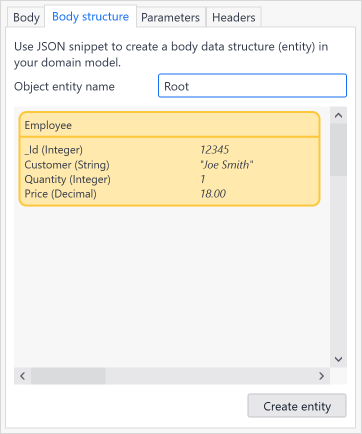 Body Body structure Parameters Headers
Use JSON snippet to create a body data structure (entity) in
your domain model.
Object entity name Root
Employee
_Id (Integer) 12345
Customer (String) "Joe Smith"
Quantity (Integer) 1
Price (Decimal) 18.00
Create entity